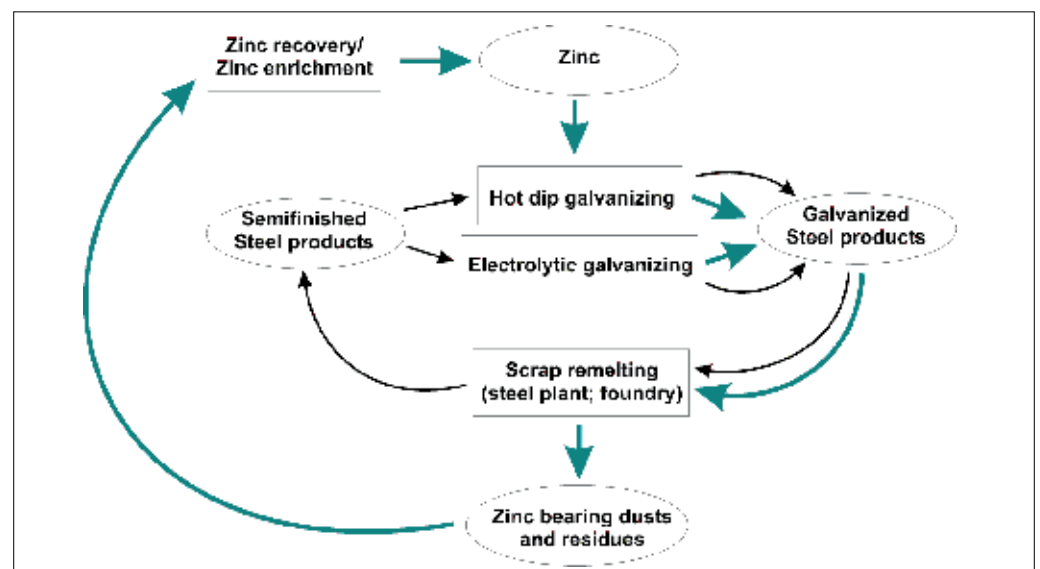 Zinc recovery/
Zinc enrichment
Zinc
Hot dip galvanizing
Semifinished
Steel products
Galvanized
Steel products
Electrolytic galvanizing
Scrap remelting
(steel plant; foundry)
Zinc bearing dusts
and residues